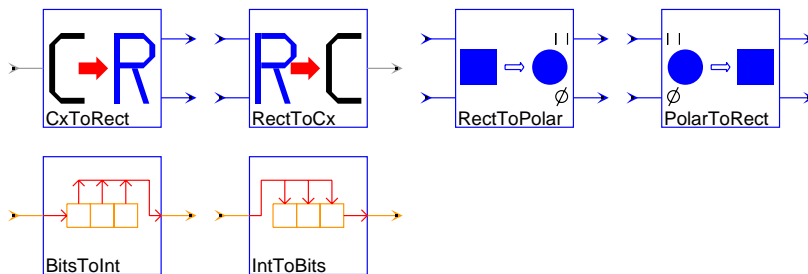 C R
R C
| |
| |
Ø
Ø
CxToRect RectToCx RectToPolar PolarToRect
BitsToInt IntToBits